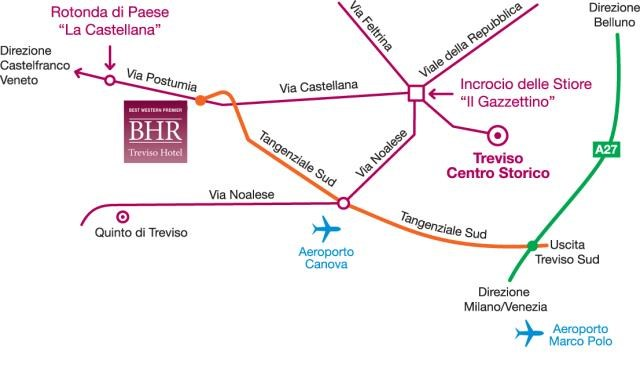 Direzione
Belluno
Rotonda di Paese
“La Castellana”
Via Feltrina
Viale della Repubblica
Direzione
Castelfranco
Veneto
Via Postumia
Via Castellana
Incrocio delle Stiore
“Il Gazzettino”
BEST WESTERN PREMIER
BHR
Treviso Hotel
Tangenziale Sud
Via Noalese
Treviso
Centro Storico
A27
Via Noalese
Quinto di Treviso
Aeroporto
Canova
Tangenziale Sud
Uscita
Treviso Sud
Direzione
Milano/Venezia
Aeroporto
Marco Polo